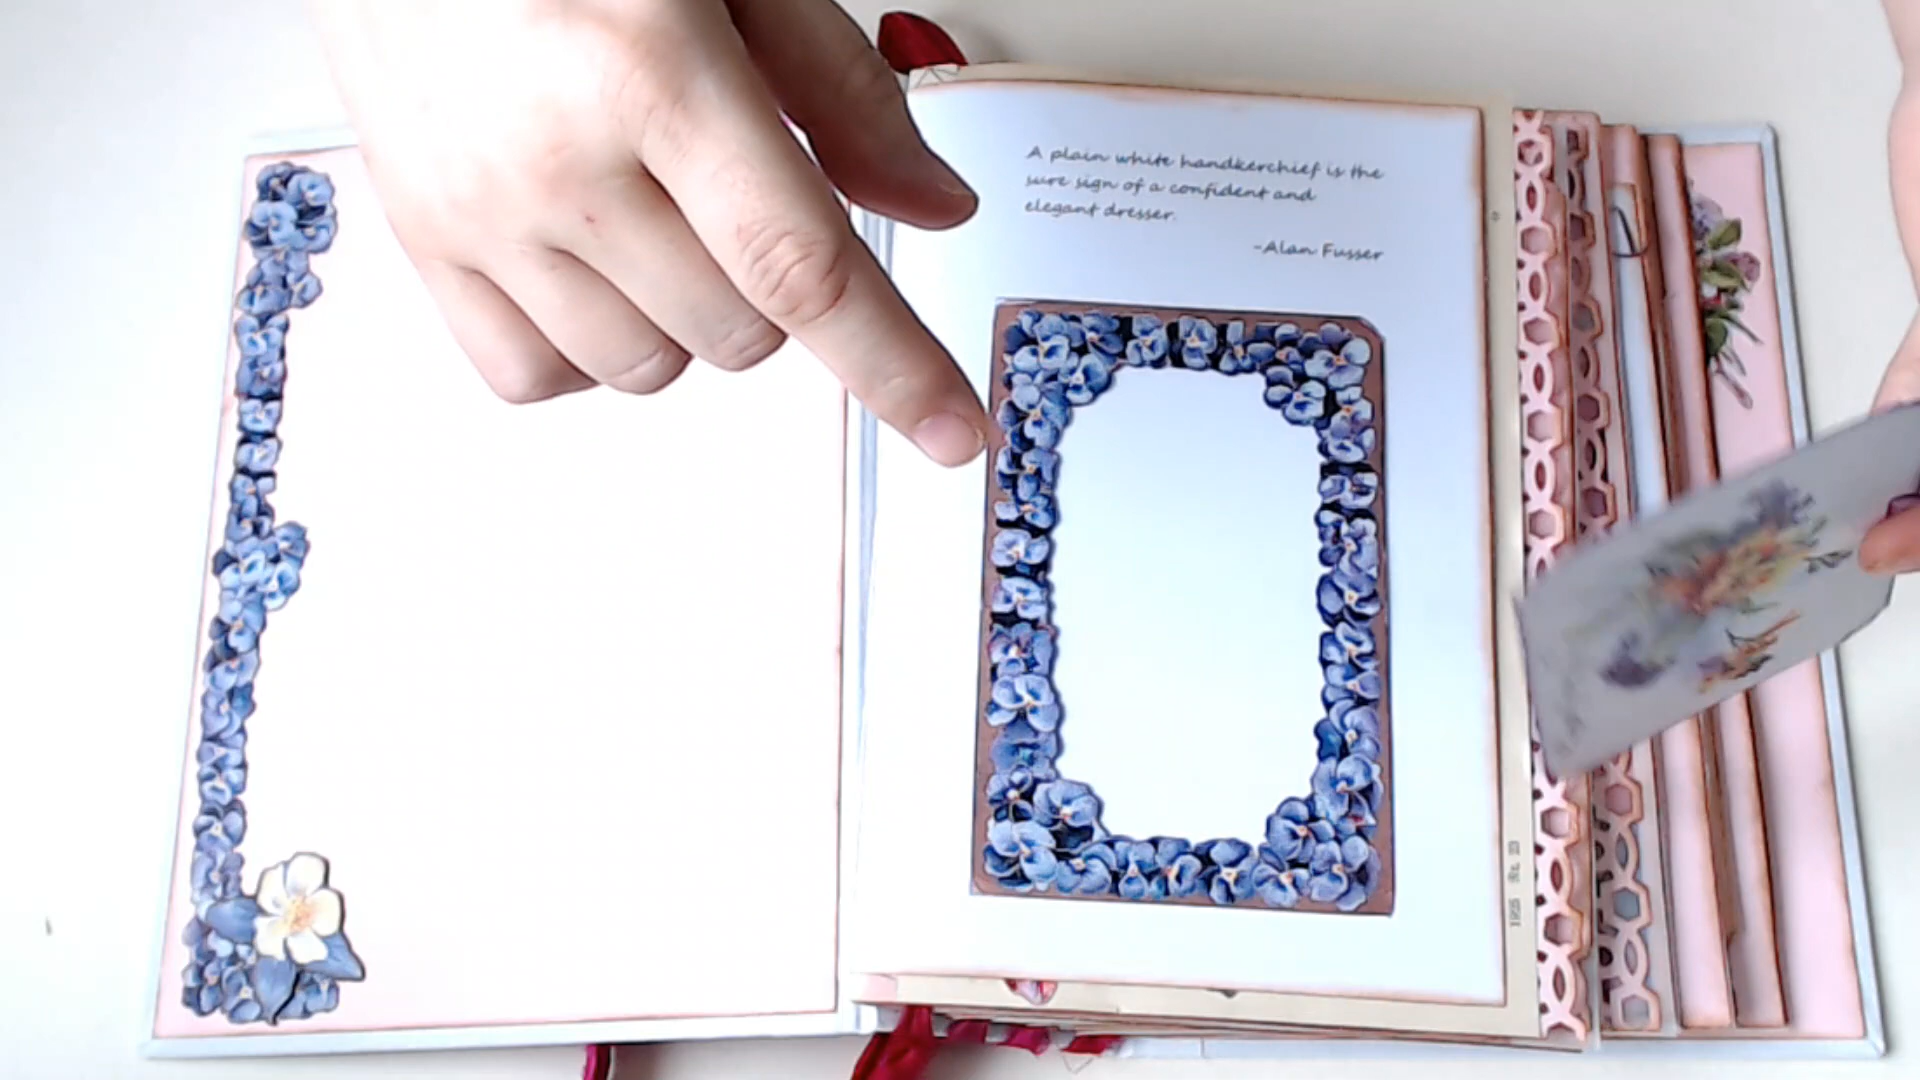 A plain white handkerchief is the
sure sign of a confident and
elegant dresser.
-Alan Fusser